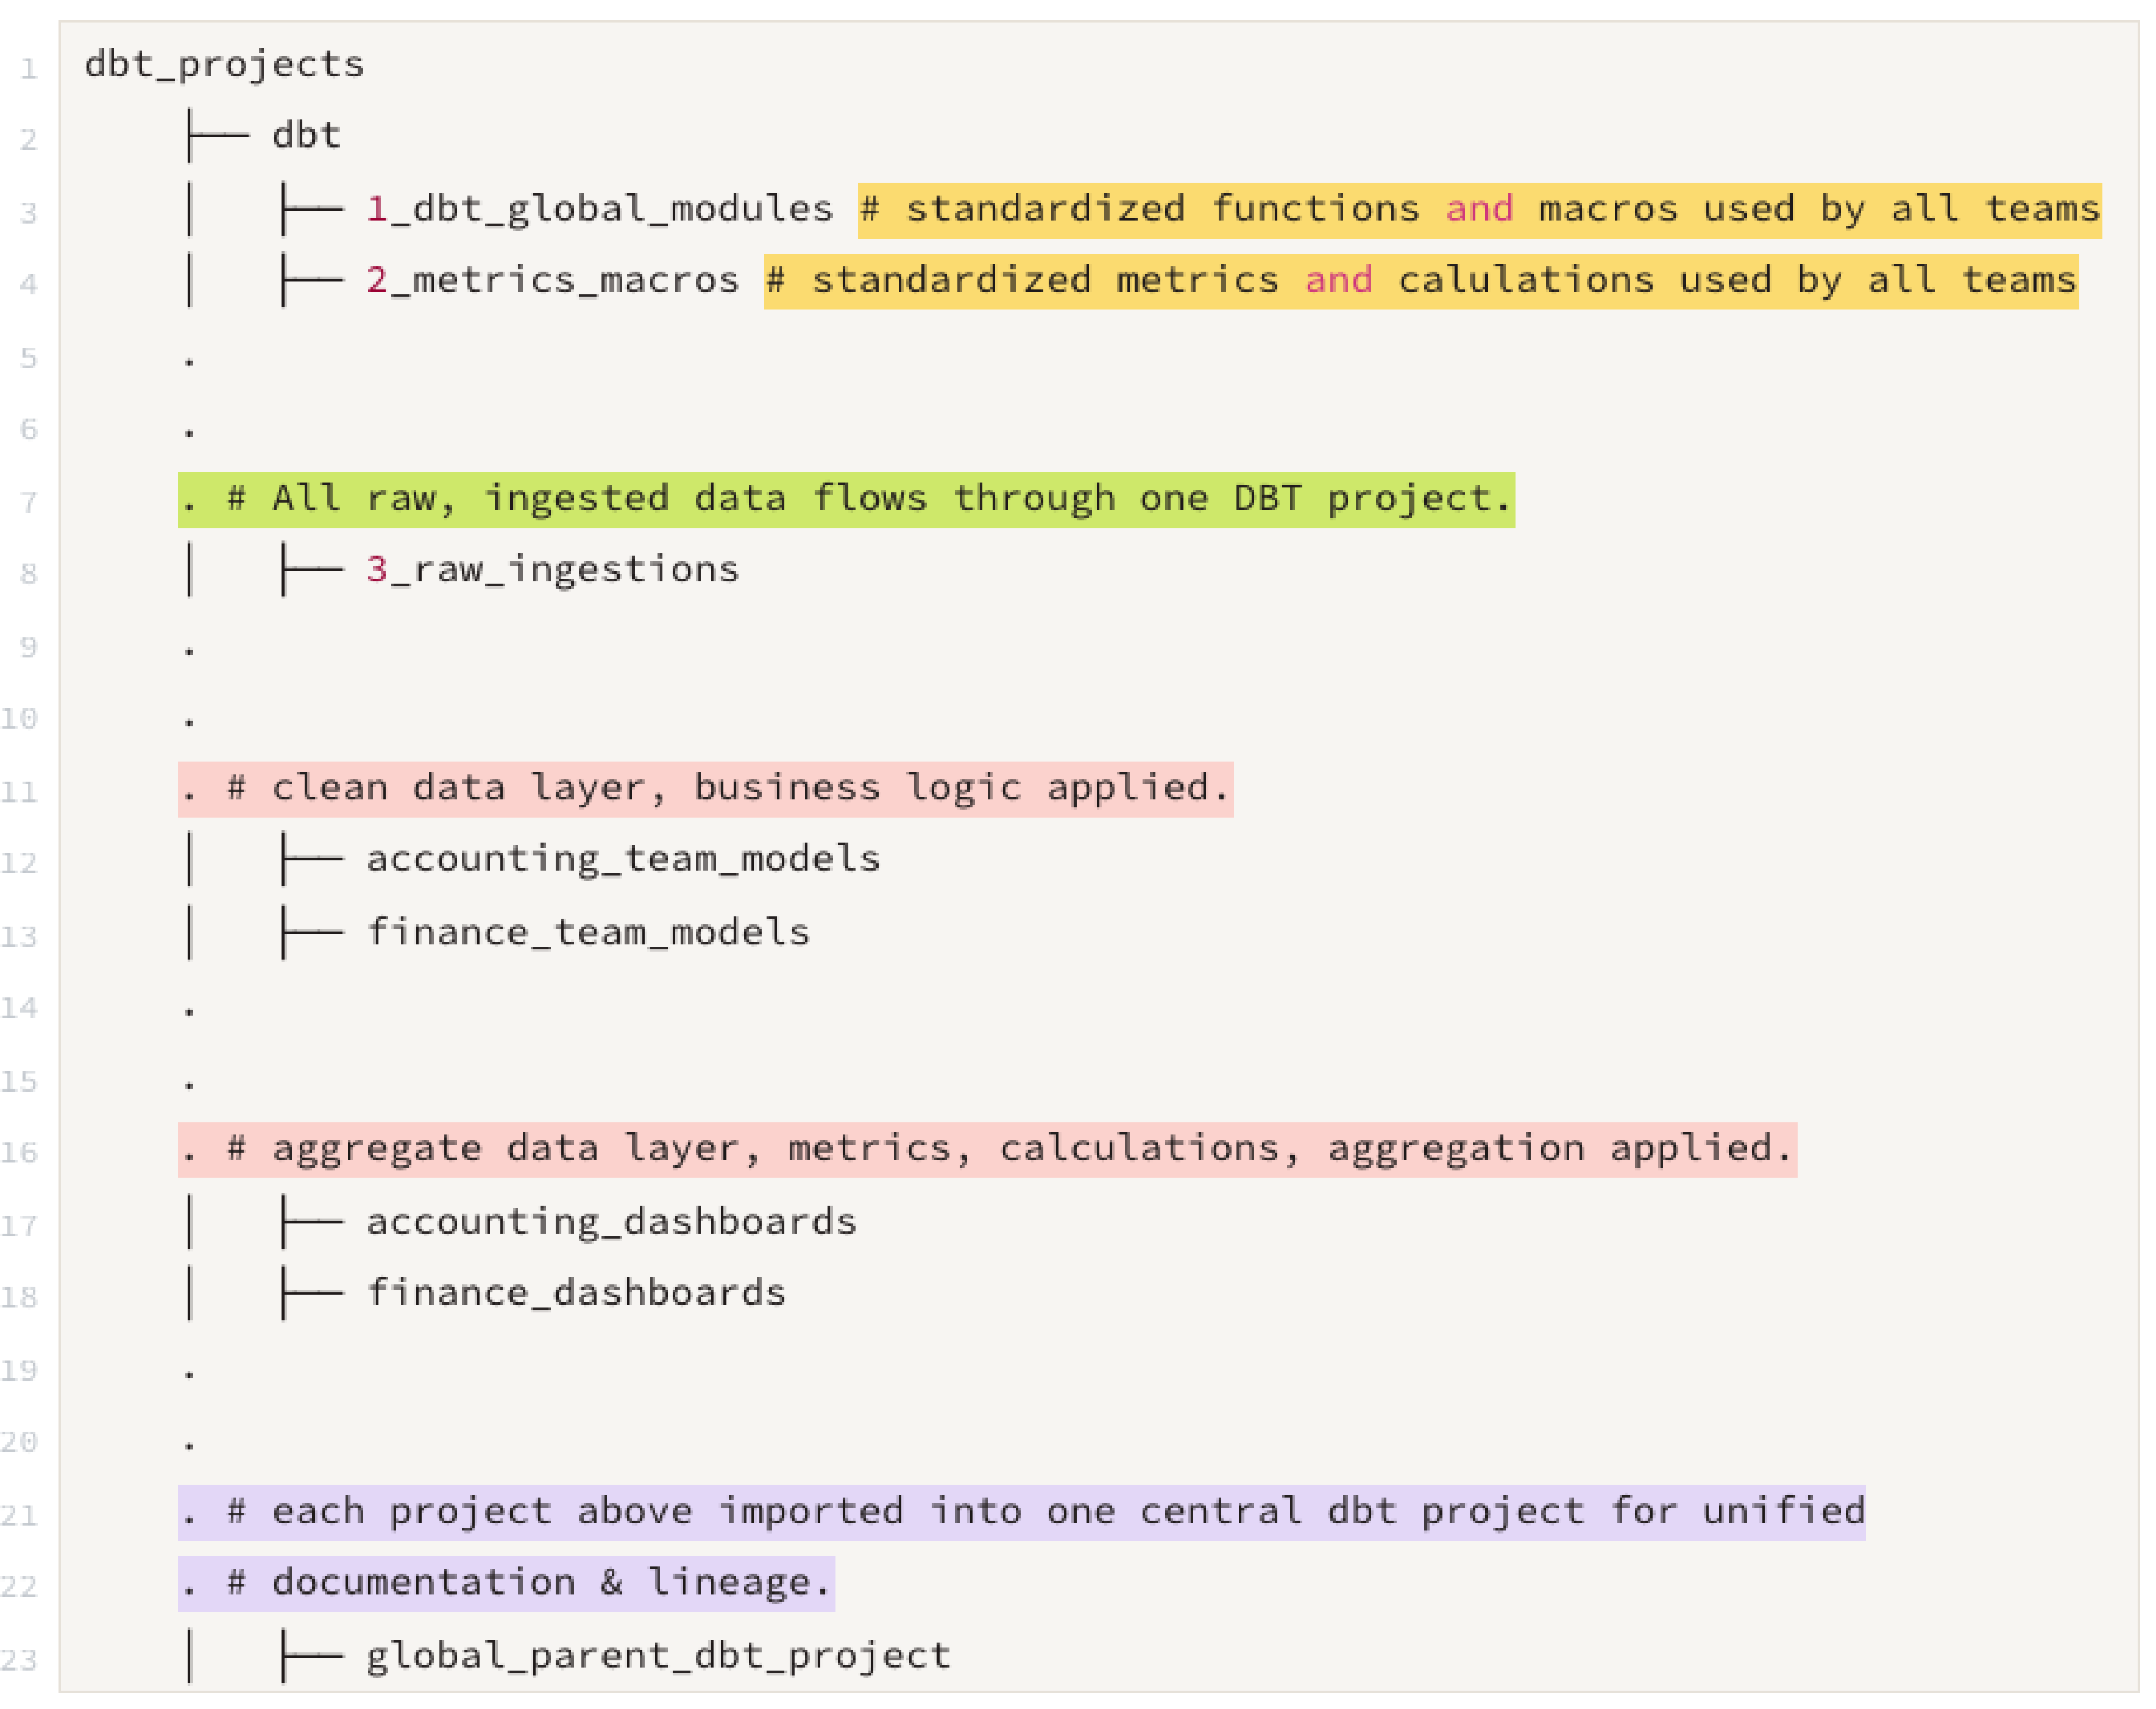 1 dbt_projects
2 ├── dbt
3 │ ├── 1_dbt_global_modules # standardized functions and macros used by all teams
4 │ ├── 2_metrics_macros # standardized metrics and calulations used by all teams
5 .
6 .
7 . # All raw, ingested data flows through one DBT project.
8 │ ├── 3_raw_ingestions
9 .
10 .
11 . # clean data layer, business logic applied.
12 │ ├── accounting_team_models
13 │ ├── finance_team_models
14 .
15 .
16 . # aggregate data layer, metrics, calculations, aggregation applied.
17 │ ├── accounting_dashboards
18 │ ├── finance_dashboards
19 .
20 .
21 . # each project above imported into one central dbt project for unified
22 . # documentation & lineage.
23 │ ├── global_parent_dbt_project